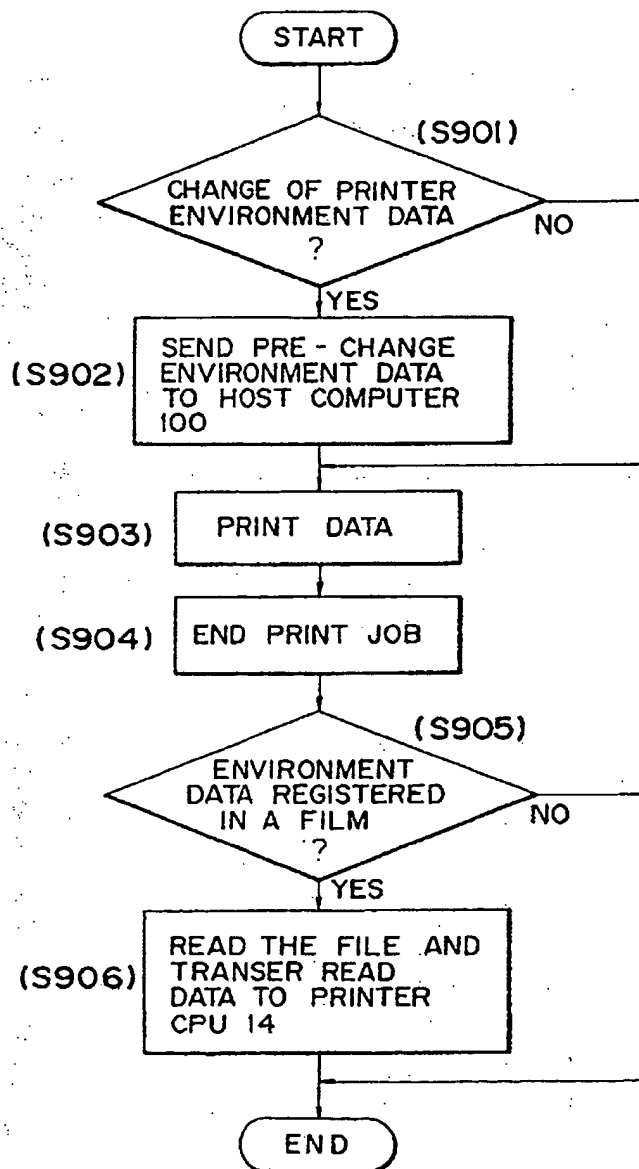 START
(S901)
CHANGE OF PRINTER
ENVIRONMENT DATA
?
NO
YES
(S902)
SEND PRE - CHANGE
ENVIRONMENT DATA
TO HOST COMPUTER
100
(S903)
PRINT DATA
(S904)
END PRINT JOB
(S905)
ENVIRONMENT
DATA REGISTERED
IN A FILM
?
NO
YES
(S906)
READ THE FILE AND
TRANSER READ
DATA TO PRINTER
CPU 14
END